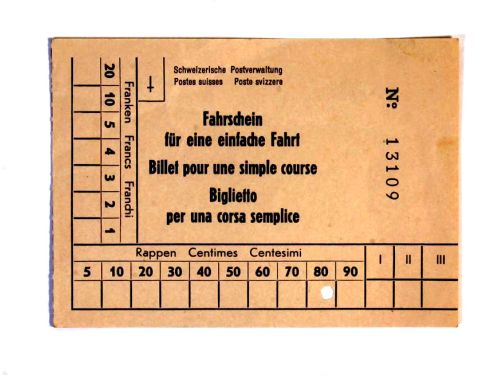 Schweizerische Postverwaltung
Postes suisses Poste svizzere
Fahrschein
für eine einfache Fahrt
Billet pour une simple course
Biglietto
per una corsa semplice
No 13109
Franken Francs Franchi
20 10 5 4 3 2 1
Rappen Centimes Centesimi
5 10 20 30 40 50 60 70 80 90
I II III